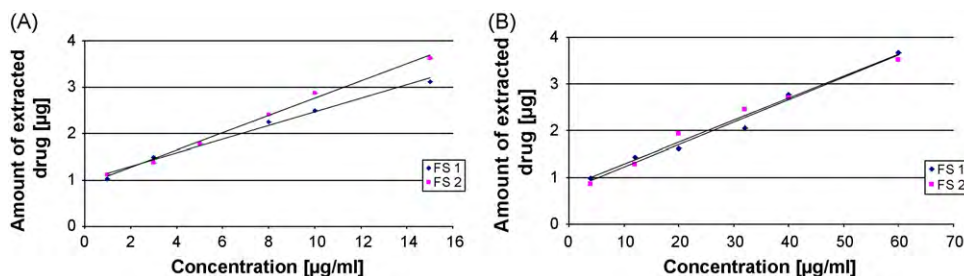 (A)
Amount of extracted
drug [µg]
4
3
2
1
0
0 2 4 6 8 10 12 14 16
Concentration [µg/ml]
FS 1
FS 2
(B)
Amount of extracted
drug [µg]
4
3
2
1
0
0 10 20 30 40 50 60 70
Concentration [µg/ml]
FS 1
FS 2